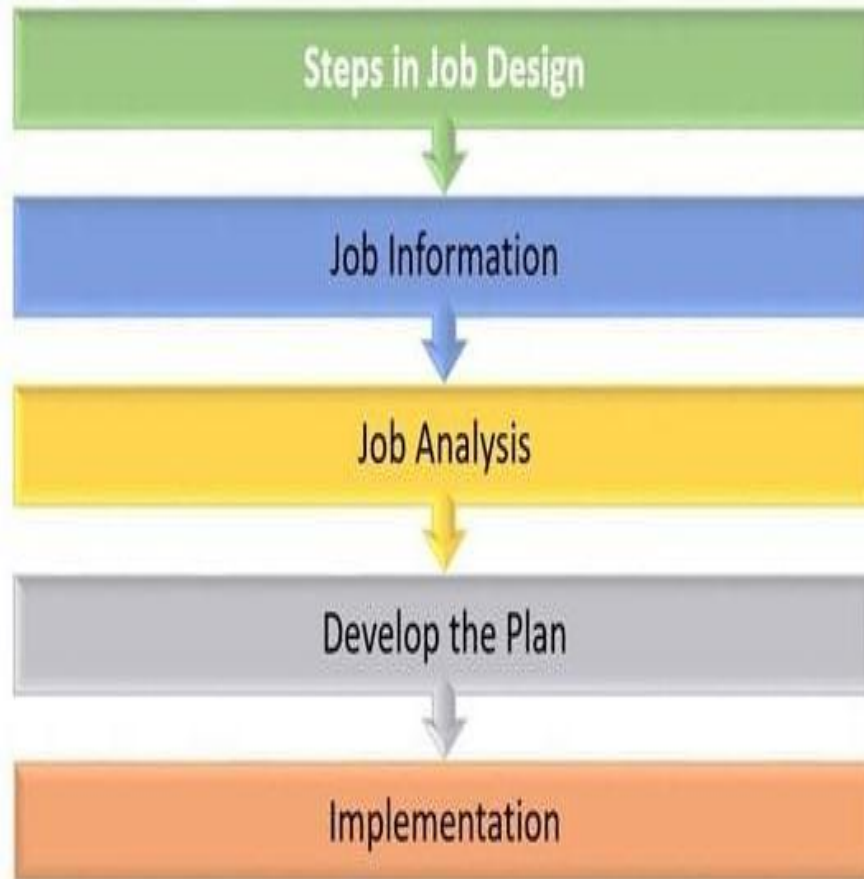 Steps in Job Design
Job Information
Job Analysis
Develop the Plan
Implementation